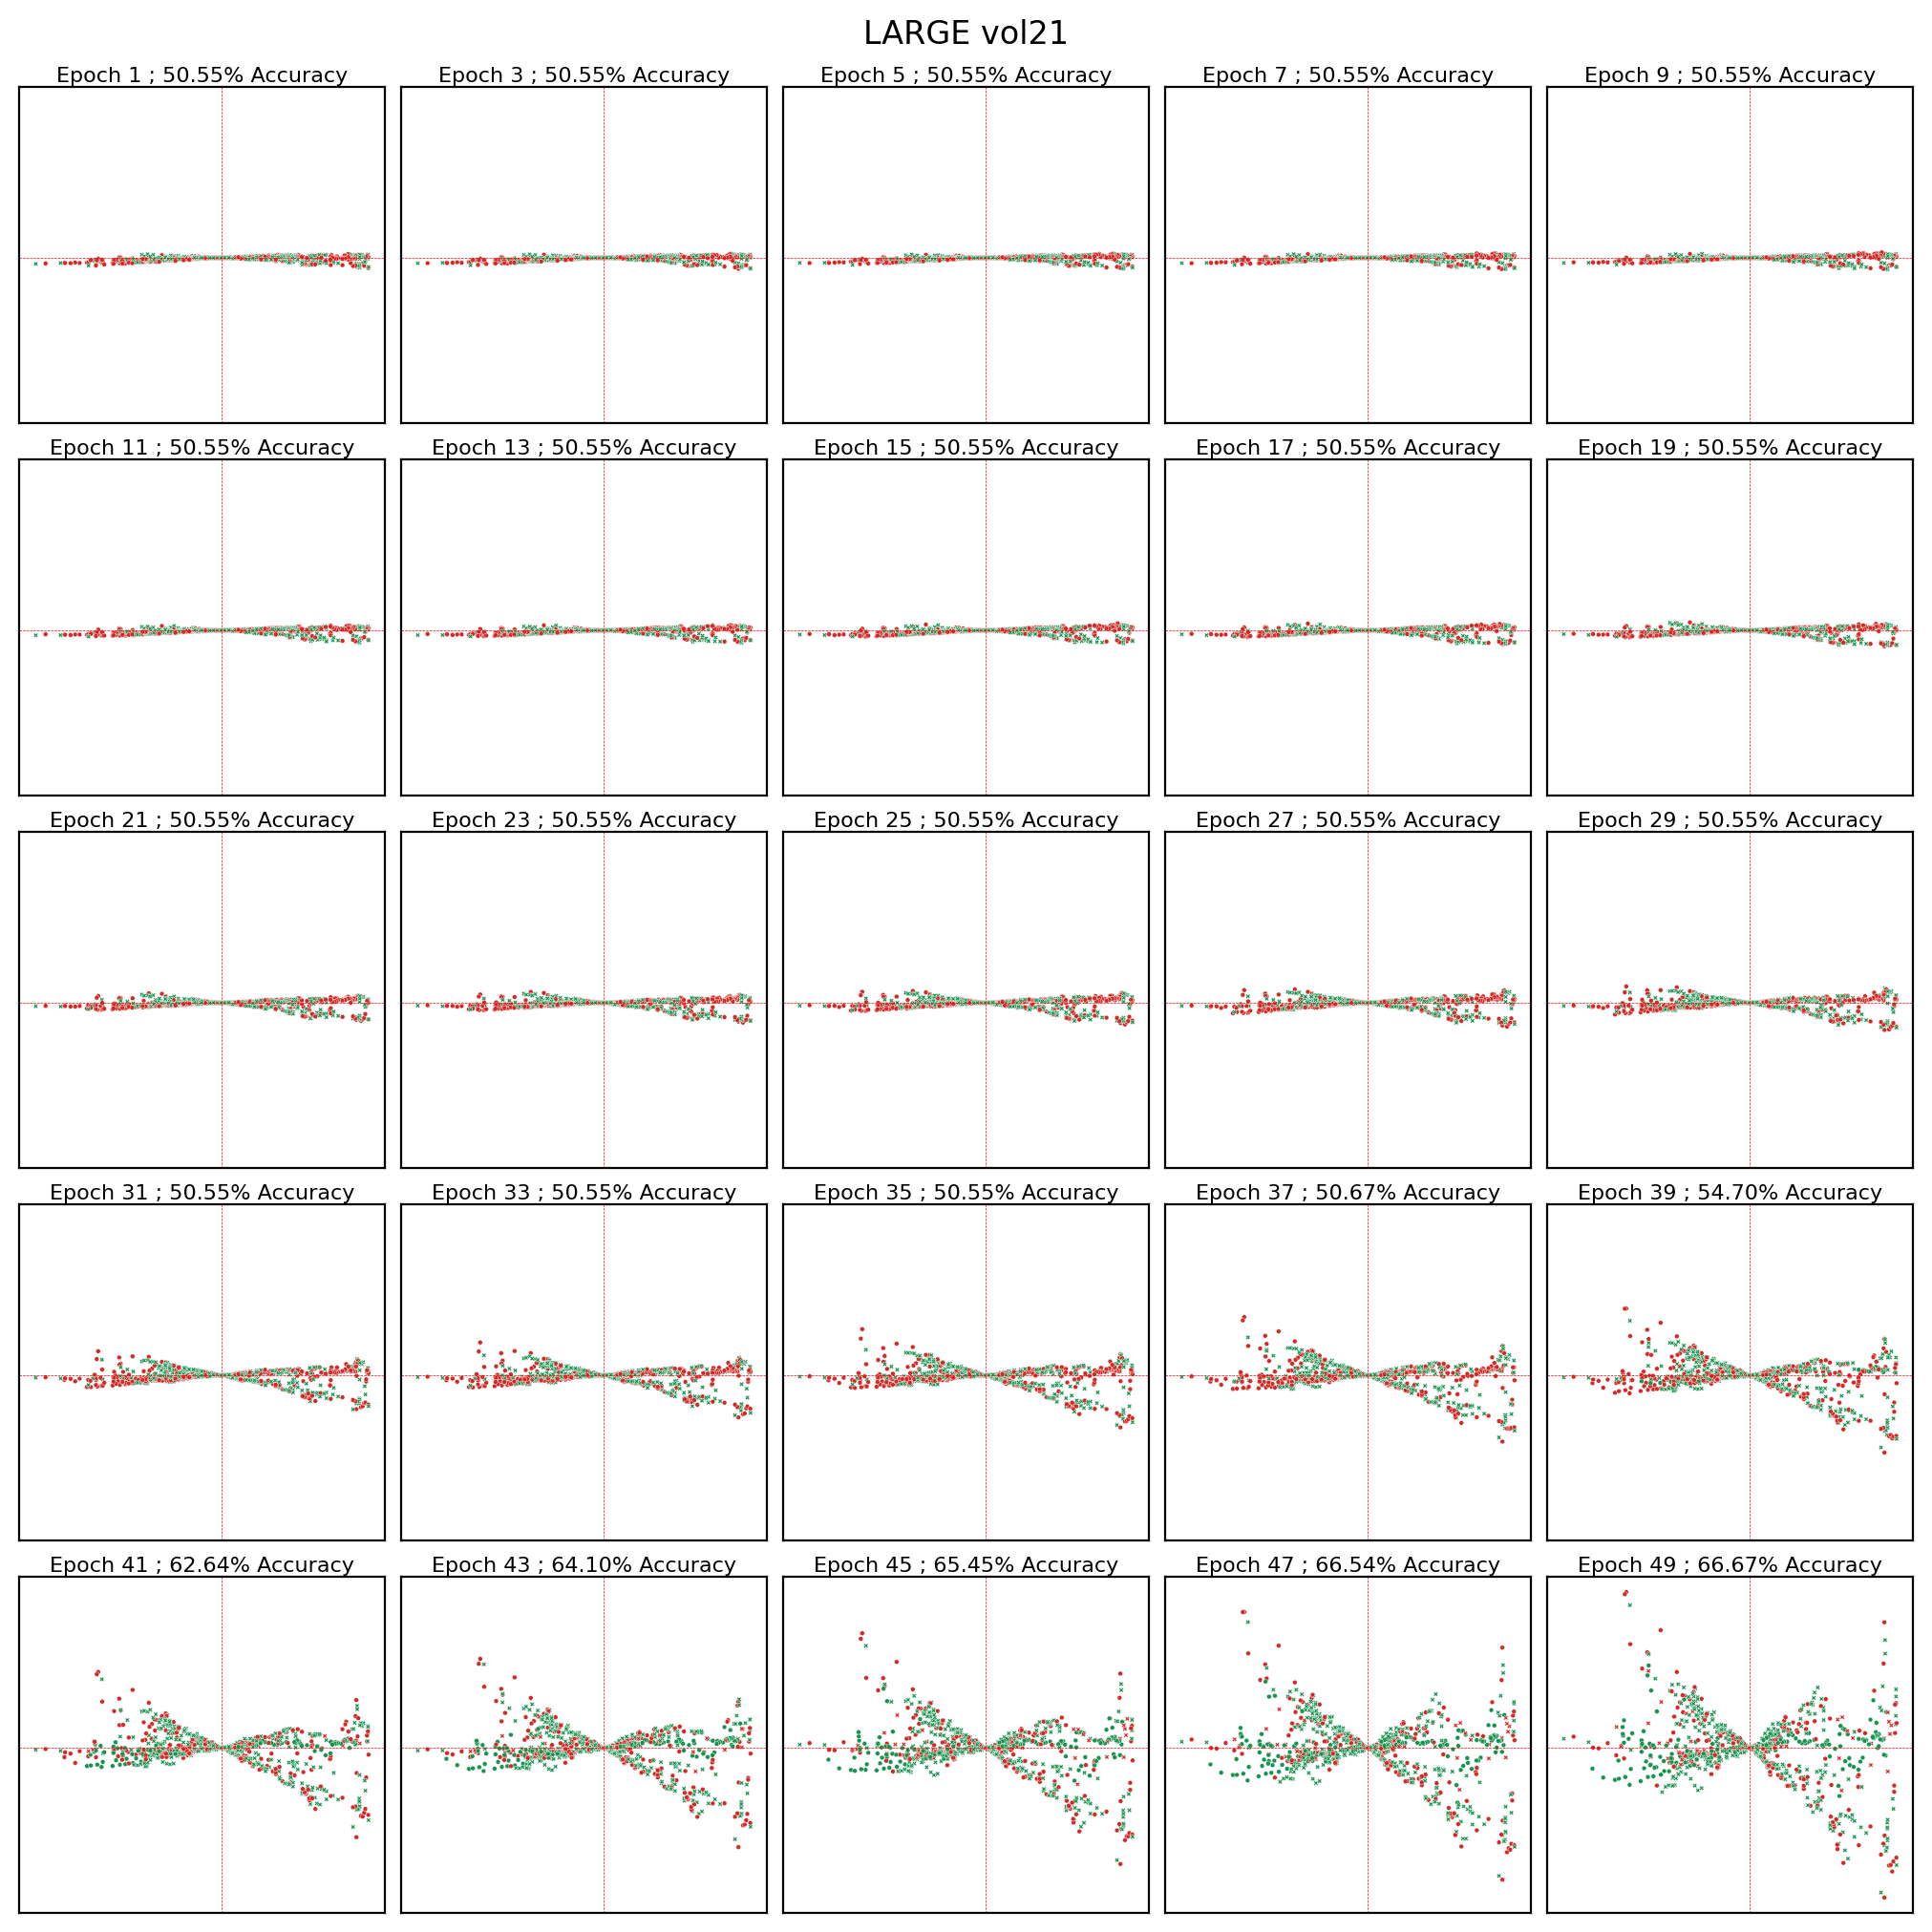 LARGE vol21
Epoch 1 ; 50.55% Accuracy
Epoch 3 ; 50.55% Accuracy
Epoch 5 ; 50.55% Accuracy
Epoch 7 ; 50.55% Accuracy
Epoch 9 ; 50.55% Accuracy
Epoch 11 ; 50.55% Accuracy
Epoch 13 ; 50.55% Accuracy
Epoch 15 ; 50.55% Accuracy
Epoch 17 ; 50.55% Accuracy
Epoch 19 ; 50.55% Accuracy
Epoch 21 ; 50.55% Accuracy
Epoch 23 ; 50.55% Accuracy
Epoch 25 ; 50.55% Accuracy
Epoch 27 ; 50.55% Accuracy
Epoch 29 ; 50.55% Accuracy
Epoch 31 ; 50.55% Accuracy
Epoch 33 ; 50.55% Accuracy
Epoch 35 ; 50.55% Accuracy
Epoch 37 ; 50.67% Accuracy
Epoch 39 ; 54.70% Accuracy
Epoch 41 ; 62.64% Accuracy
Epoch 43 ; 64.10% Accuracy
Epoch 45 ; 65.45% Accuracy
Epoch 47 ; 66.54% Accuracy
Epoch 49 ; 66.67% Accuracy